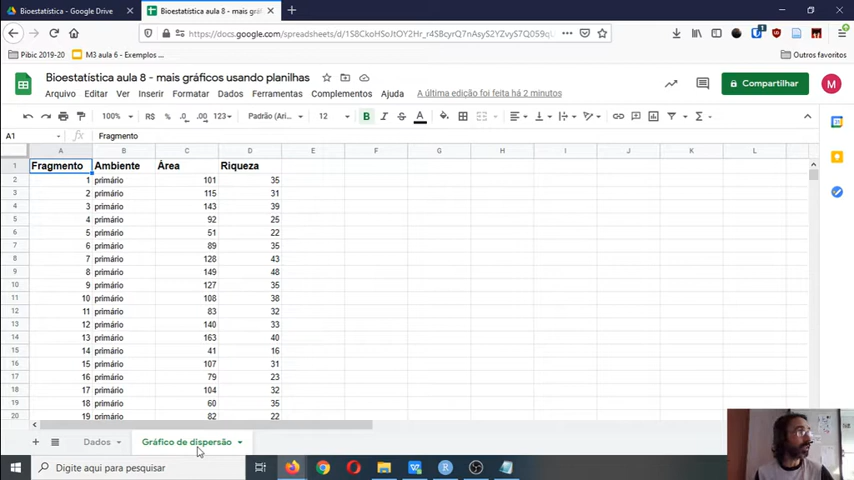 Bioestatística - Google Drive
Bioestatística aula 8 - mais gráfi
https://docs.google.com/spreadsheets/d/
Pibic 2019-20
M3 aula 6 - Exemplos ...
Outros favoritos
Bioestatística aula 8 - mais gráficos usando planilhas
Arquivo Editar Ver Inserir Formatar Dados Ferramentas Complementos Ajuda A última edição foi feita há 2 minutos
Compartilhar
M
100% R$ % .0 .00 123 Padrão (Ari... 12 B I S A
A1 fx Fragmento
A B C D E F G H I J K L
1 Fragmento Ambiente Área Riqueza
2 1 primário 101 35
3 2 primário 115 31
4 3 primário 143 39
5 4 primário 92 25
6 5 primário 51 22
7 6 primário 89 35
8 7 primário 128 43
9 8 primário 149 48
10 9 primário 127 35
11 10 primário 108 38
12 11 primário 83 32
13 12 primário 140 33
14 13 primário 163 40
15 14 primário 41 16
16 15 primário 107 31
17 16 primário 79 23
18 17 primário 104 32
19 18 primário 60 35
20 19 primário 82 22
Dados
Gráfico de dispersão
Digite aqui para pesquisar